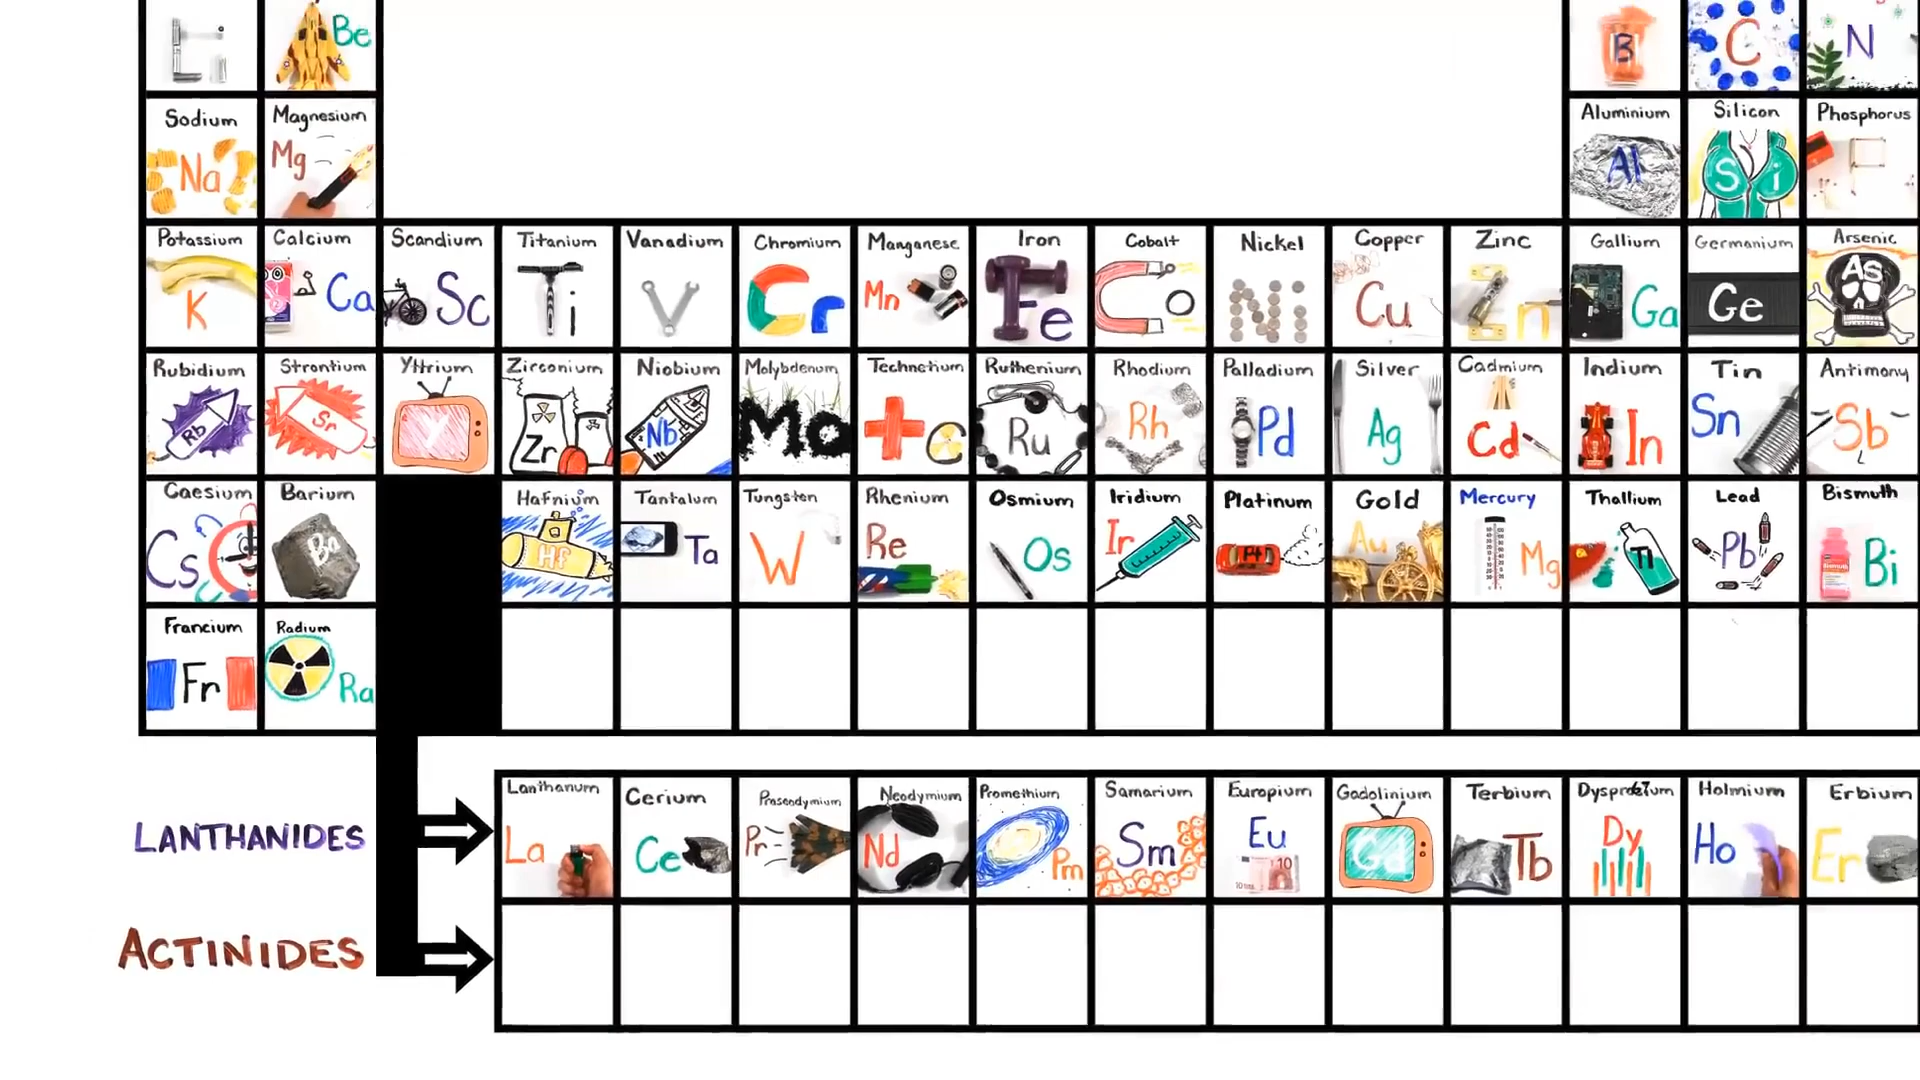 Li
Be
B
C
N
Sodium
Na
Magnesium
Mg
Aluminium
Al
Silicon
Si
Phosphorus
P
Potassium
K
Calcium
Ca
Scandium
Sc
Titanium
Ti
Vanadium
V
Chromium
Cr
Manganese
Mn
Iron
Fe
Cobalt
Co
Nickel
Ni
Copper
Cu
Zinc
Zn
Gallium
Ga
Germanium
Ge
Arsenic
As
Rubidium
Rb
Strontium
Sr
Yttrium
Y
Zirconium
Zr
Niobium
Nb
Molybdenum
Mo
Technetium
Tc
Ruthenium
Ru
Rhodium
Rh
Palladium
Pd
Silver
Ag
Cadmium
Cd
Indium
In
Tin
Sn
Antimony
Sb
Caesium
Cs
Barium
Ba
Hafnium
Hf
Tantalum
Ta
Tungsten
W
Rhenium
Re
Osmium
Os
Iridium
Ir
Platinum
Pt
Gold
Au
Mercury
Mg
Thallium
Tl
Lead
Pb
Bismuth
Bi
Francium
Fr
Radium
Ra
LANTHANIDES
Lanthanum
La
Cerium
Ce
Praseodymium
Pr
Neodymium
Nd
Promethium
Pm
Samarium
Sm
Europium
Eu
10
Gadolinium
Gd
Terbium
Tb
Dy
Holmium
Ho
Erbium
Er
ACTINIDES